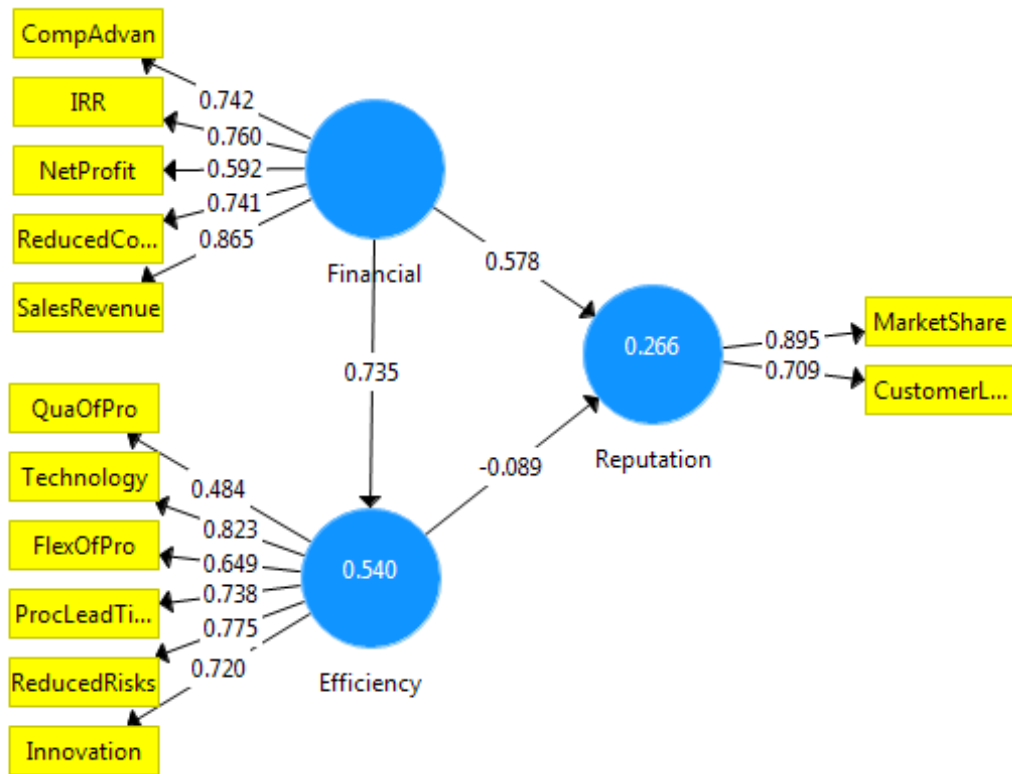 CompAdvan
IRR
NetProfit
ReducedCo...
SalesRevenue
0.742
0.760
0.592
0.741
0.865
Financial
0.578
0.735
0.266
Reputation
0.895
0.709
MarketShare
CustomerL...
-0.089
QuaOfPro
Technology
FlexOfPro
ProcLeadTi...
ReducedRisks
Innovation
0.484
0.823
0.649
0.738
0.775
0.720
0.540
Efficiency